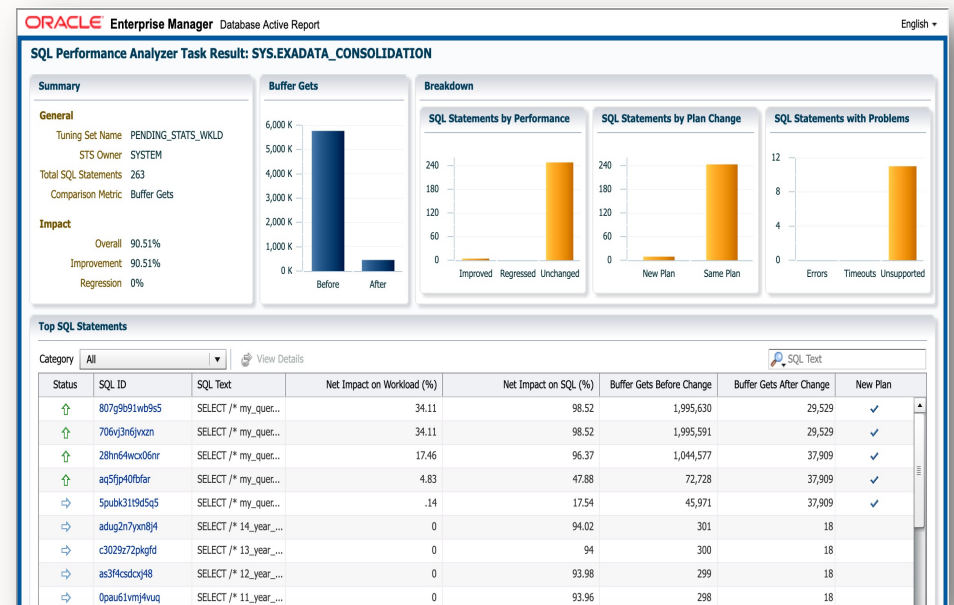 ORACLE Enterprise Manager Database Active Report English
SQL Performance Analyzer Task Result: SYS.EXADATA_CONSOLIDATION
Summary
General
Tuning Set Name PENDING_STATS_WKLD
STS Owner SYSTEM
Total SQL Statements 263
Comparison Metric Buffer Gets
Impact
Overall 90.51%
Improvement 90.51%
Regression 0%
Buffer Gets
6,000 K
5,000 K
4,000 K
3,000 K
2,000 K
1,000 K
0 K
Before After
Breakdown
SQL Statements by Performance
240
180
120
60
0
Improved Regressed Unchanged
SQL Statements by Plan Change
240
180
120
60
0
New Plan Same Plan
SQL Statements with Problems
12
8
4
0
Errors Timeouts Unsupported
Top SQL Statements
Category All View Details SQL Text
Status SQL ID SQL Text Net Impact on Workload (%) Net Impact on SQL (%) Buffer Gets Before Change Buffer Gets After Change New Plan
807g9b91wb9s5 SELECT /* my_quer... 34.11 98.52 1,995,630 29,529
706vj3n6jvxzn SELECT /* my_quer... 34.11 98.52 1,995,591 29,529
28hn64wcx06nr SELECT /* my_quer... 17.46 96.37 1,044,577 37,909
aq5fjp40fbfar SELECT /* my_quer... 4.83 47.88 72,728 37,909
5pubk31t9d5q5 SELECT /* my_quer... .14 17.54 45,971 37,909
adug2n7yxn8j4 SELECT /* 14_year_... 0 94.02 301 18
c3029z72pkgfd SELECT /* 13_year_... 0 94 300 18
as3f4csdcxj48 SELECT /* 12_year_... 0 93.98 299 18
0pau61vmj4vuq SELECT /* 11_year_... 0 93.96 298 18